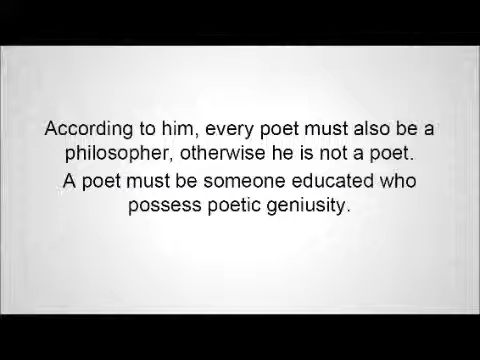 According to him, every poet must also be a
philosopher, otherwise he is not a poet.
A poet must be someone educated who
possess poetic geniusity.